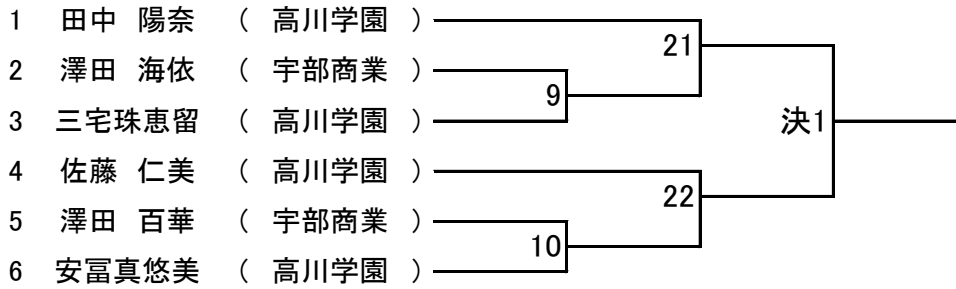 1 田中 陽奈 ( 高川学園 )
21
2 澤田 海依 ( 宇部商業 )
9
3 三宅珠恵留 ( 高川学園 )
決1
4 佐藤 仁美 ( 高川学園 )
22
5 澤田 百華 ( 宇部商業 )
10
6 安冨真悠美 ( 高川学園 )